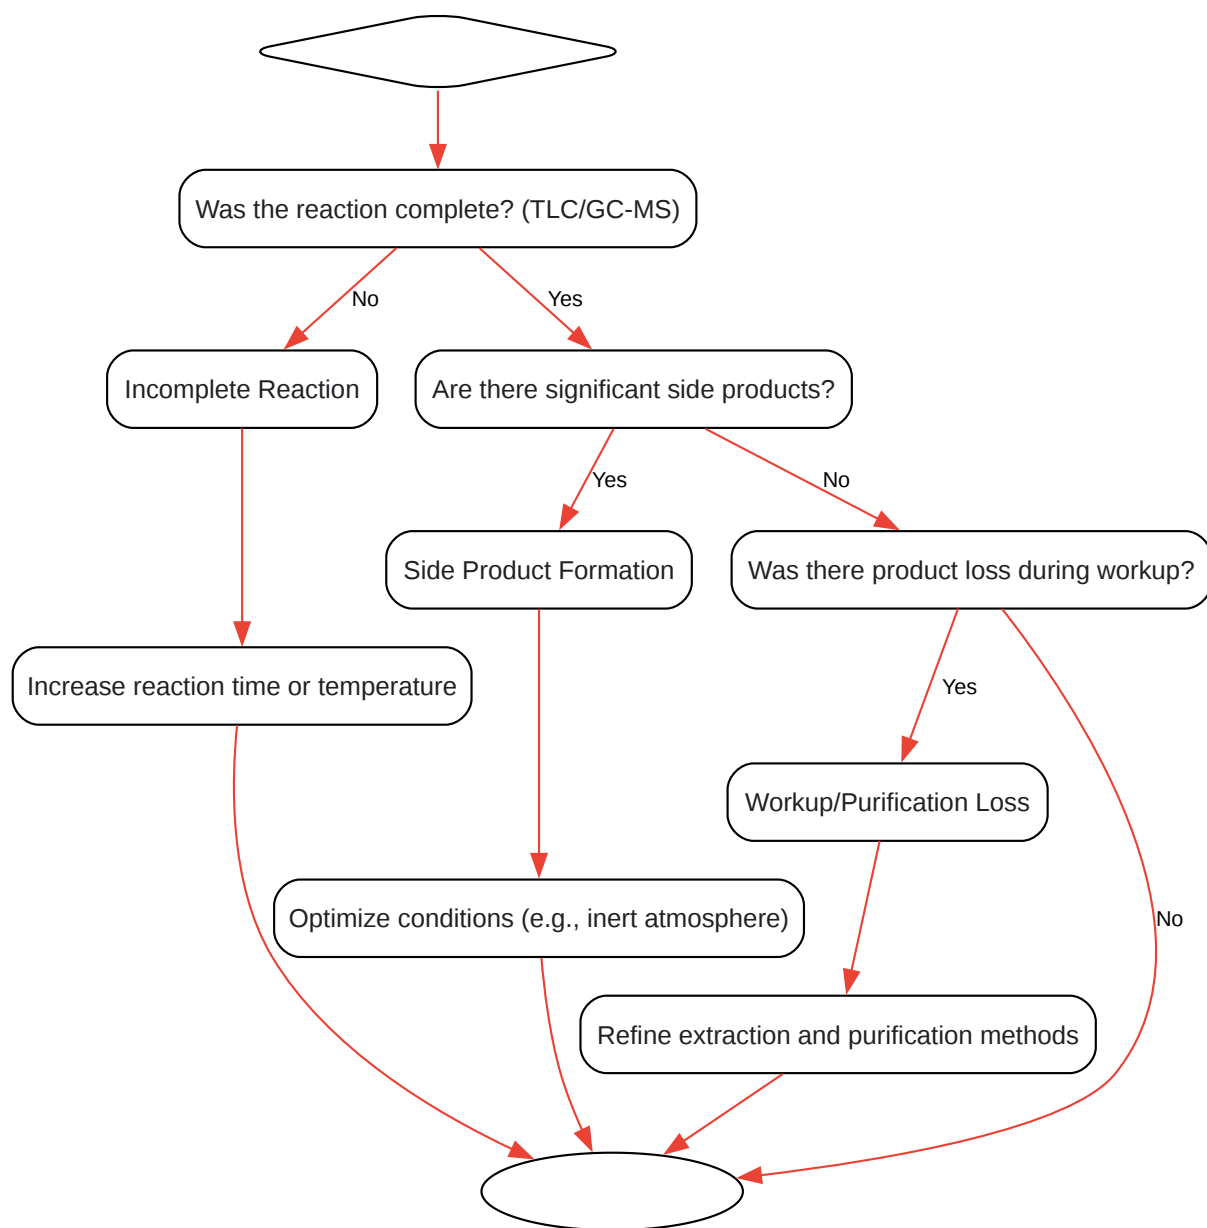 Was the reaction complete? (TLC/GC-MS)
No
Yes
Incomplete Reaction
Are there significant side products?
Yes
No
Side Product Formation
Was there product loss during workup?
Increase reaction time or temperature
Yes
Workup/Purification Loss
Optimize conditions (e.g., inert atmosphere)
No
Refine extraction and purification methods